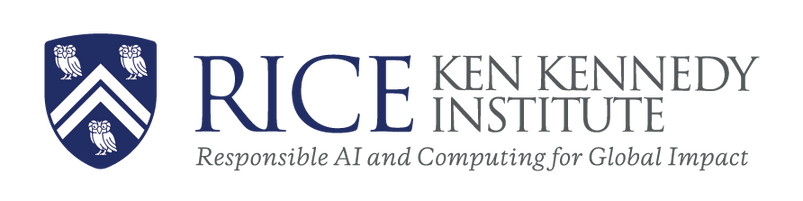 RICE KEN KENNEDY
INSTITUTE
Responsible AI and Computing for Global Impact